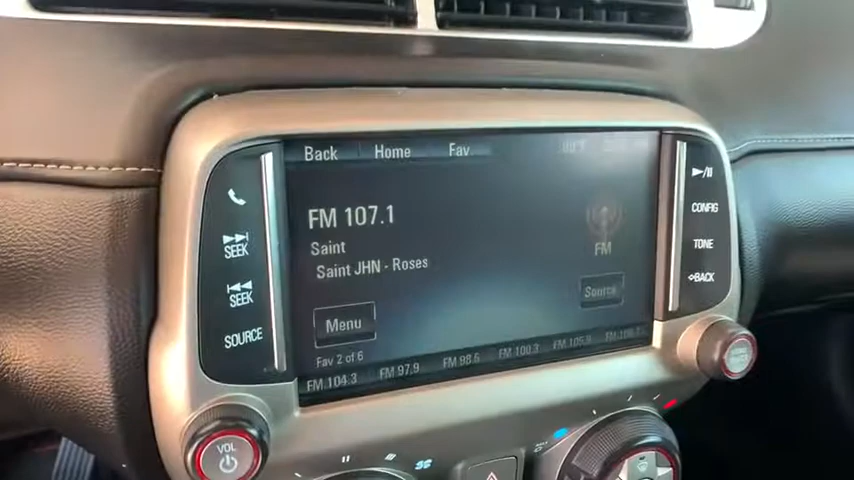 Back Home Fav
FM 107.1
Saint
Saint JHN - Roses
FM
Source
Menu
Fav 2 of 6
FM 104.3 FM 97.9 FM 98.5 FM 100.3 FM 105.9
SEEK
SEEK
SOURCE
CONFIG
TONE
BACK
VOL
SELECT